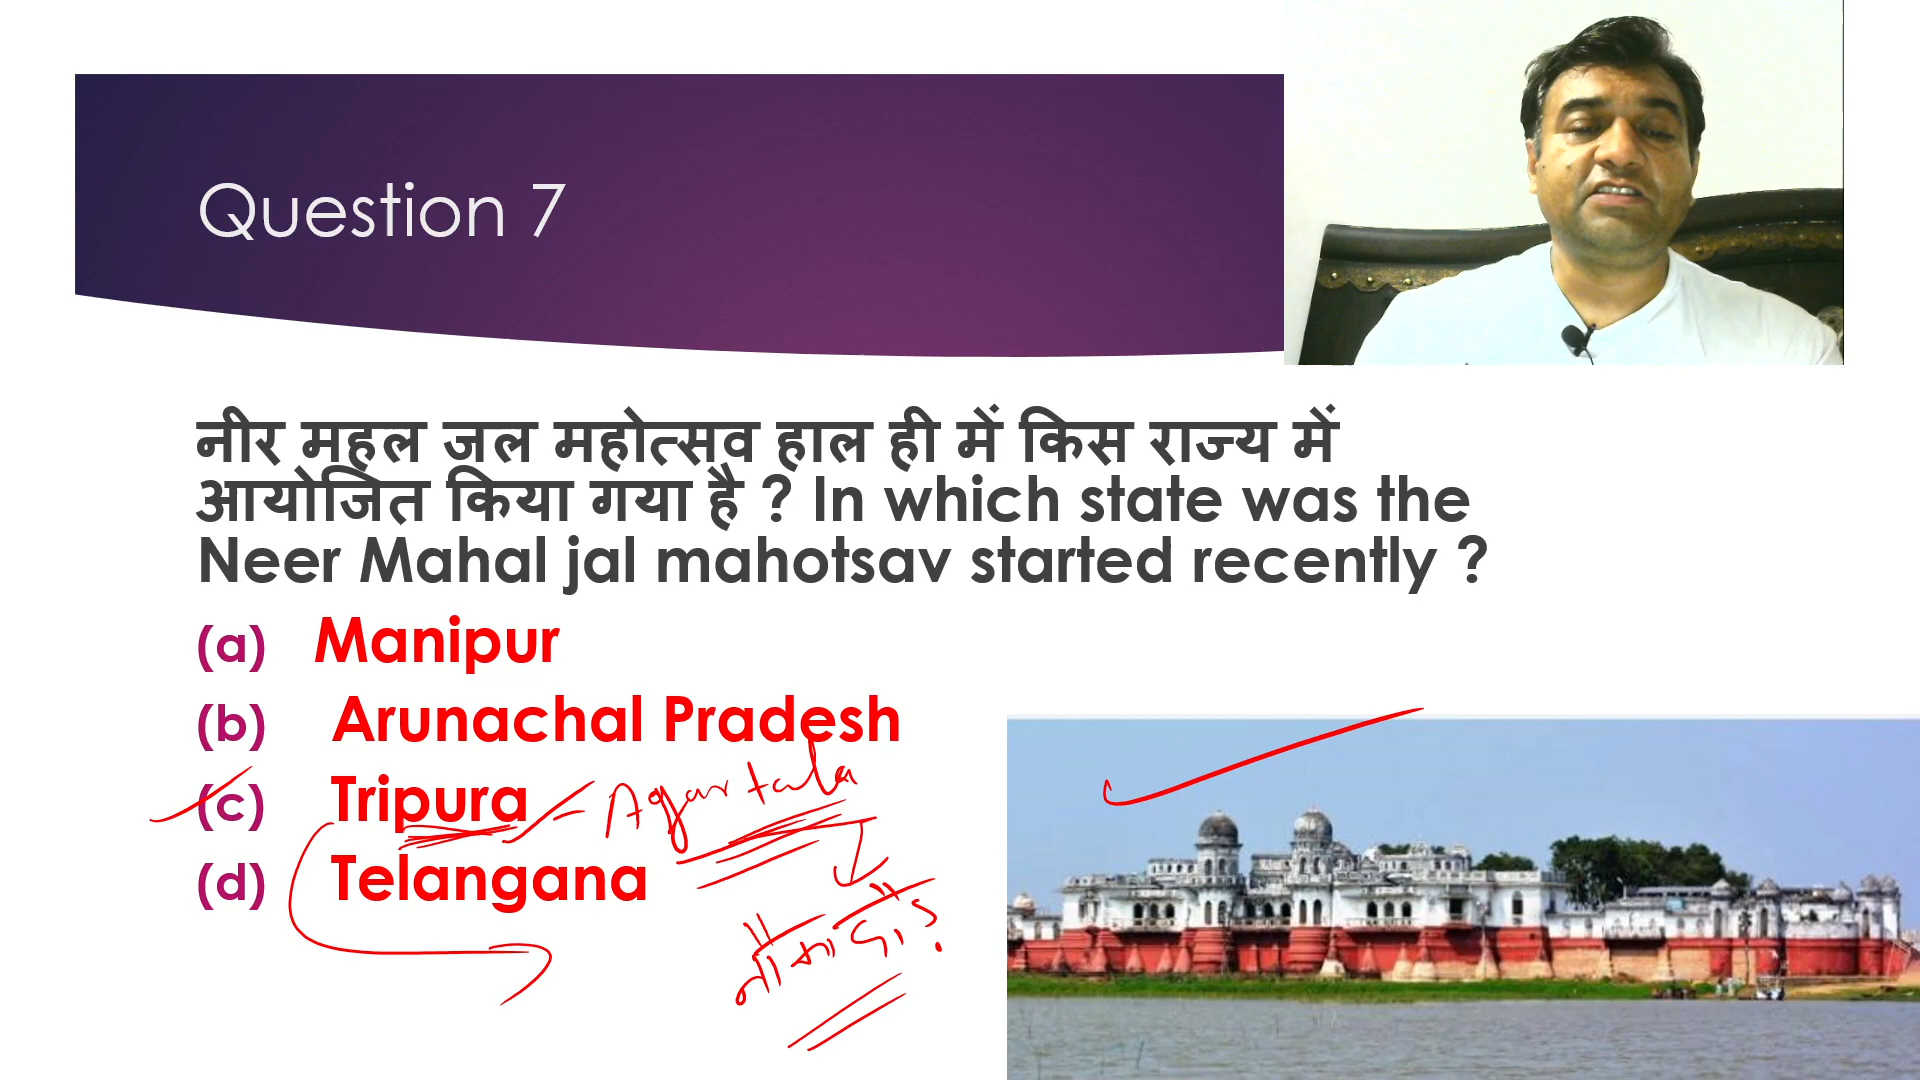 Question 7
नीर महल जल महोत्सव हाल ही में किस राज्य में
आयोजित किया गया है ? In which state was the
Neer Mahal jal mahotsav started recently ?
(a) Manipur
(b) Arunachal Pradesh
(c) Tripura = Agartala
(d) Telangana